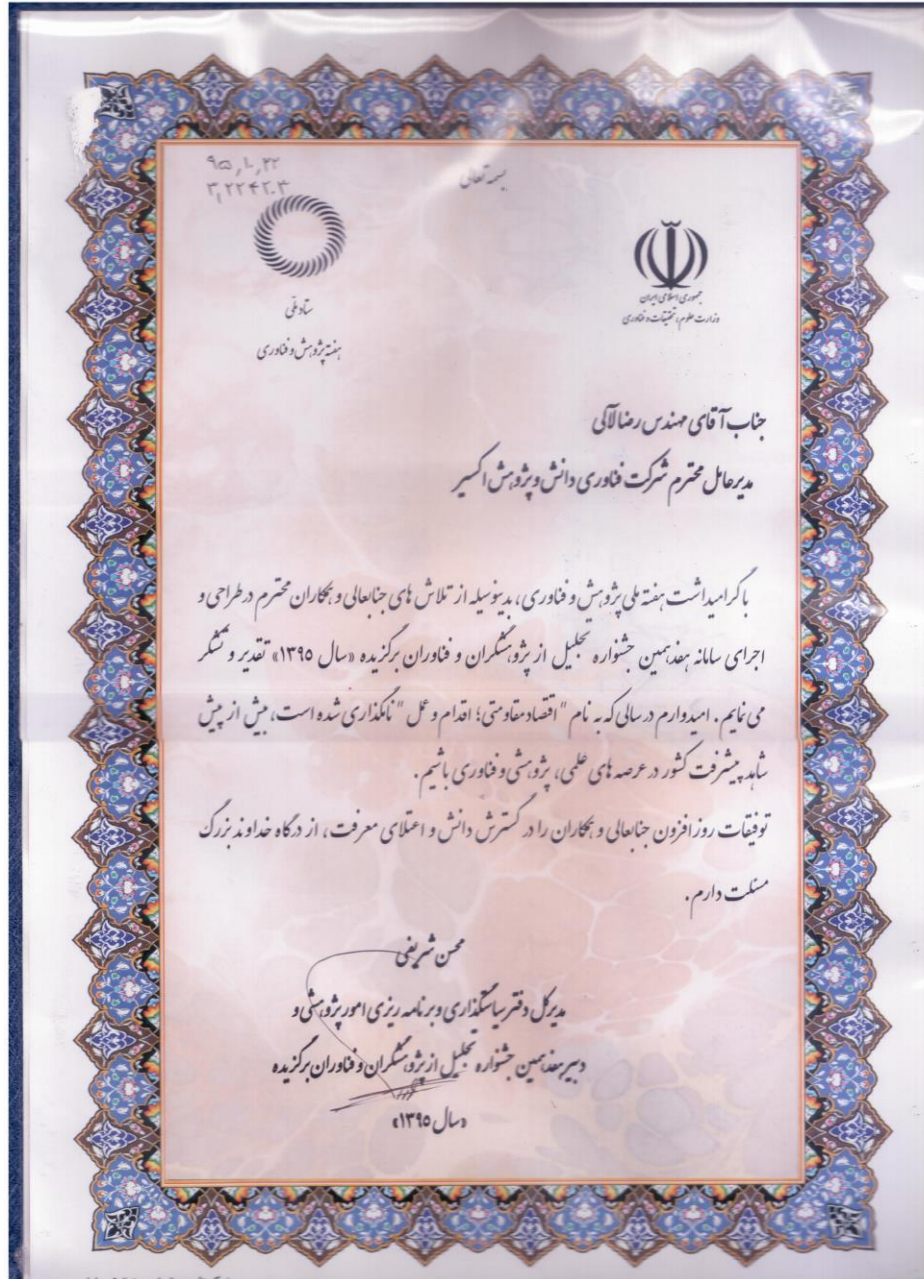 بسمه تعالی
۹۵,۱۰,۲۲
۳,۲۲۴۲۰۳
جمهوری اسلامی ایران
وزارت علوم، تحقیقات و فناوری
ستاد ملی
هفته پژوهش و فناوری
جناب آقای مهندس رضا لآلی
مدیرعامل محترم شرکت فناوری دانش و پژوهش اکسیر
با گرامیداشت هفته ملی پژوهش و فناوری، بدینوسیله از تلاش های جنابعالی و همکاران محترم در طراحی و
اجرای سامانه هفدهمین جشنواره تجلیل از پژوهشگران و فناوران برگزیده «سال ۱۳۹۵» تقدیر و تشکر
می نمایم. امیدوارم در سالی که به نام "اقتصاد مقاومتی؛ اقدام و عمل" نامگذاری شده است، بیش از پیش
شاهد پیشرفت کشور در عرصه های علمی، پژوهشی و فناوری باشیم.
توفیقات روزافزون جنابعالی و همکاران را در گسترش دانش و اعتلای معرفت، از درگاه خداوند بزرگ
مسئلت دارم.
محسن شریفی
مدیرکل دفتر سیاستگذاری و برنامه ریزی امور پژوهشی و
دبیر هفدهمین جشنواره تجلیل از پژوهشگران و فناوران برگزیده
«سال ۱۳۹۵»